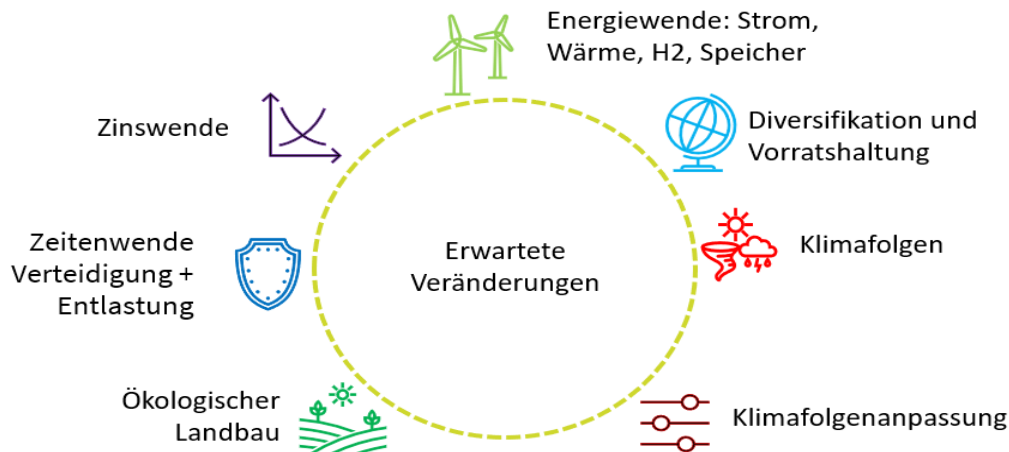 Energiewende: Strom,
Wärme, H2, Speicher
Zinswende
Diversifikation und
Vorratshaltung
Zeitenwende
Verteidigung +
Entlastung
Erwartete
Veränderungen
Klimafolgen
Ökologischer
Landbau
Klimafolgenanpassung